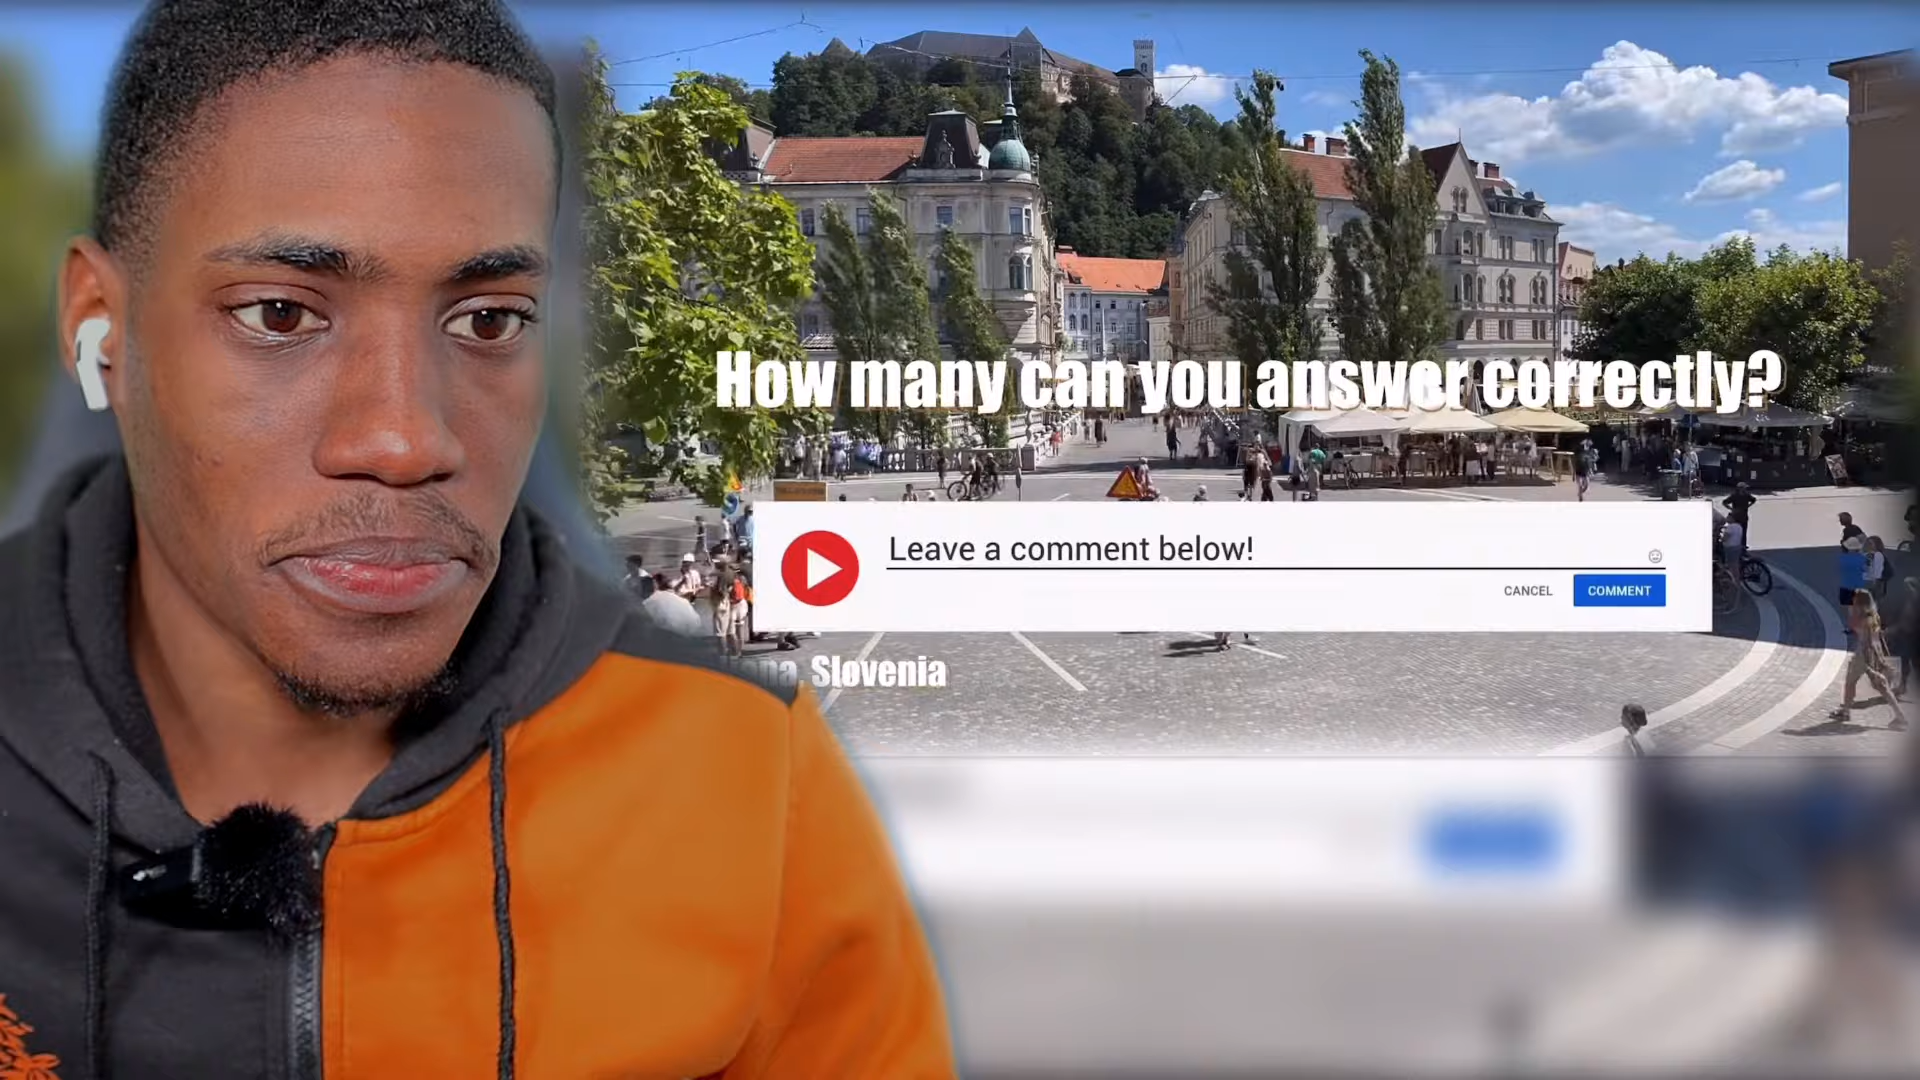 How many can you answer correctly?
Leave a comment below!
CANCEL COMMENT
Slovenia